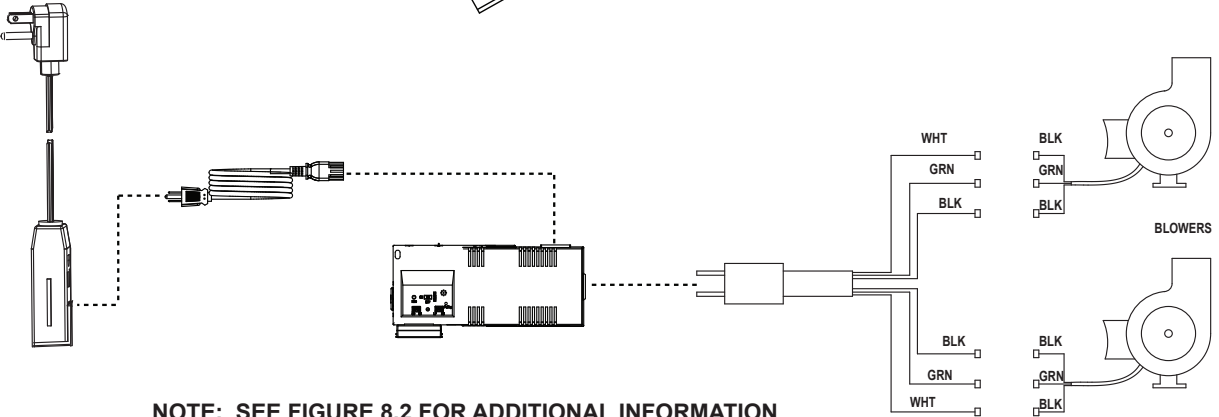 WHT
BLK
GRN
GRN
BLK
BLK
BLOWERS
BLK
BLK
GRN
GRN
WHT
BLK
NOTE: SEE FIGURE 8.2 FOR ADDITIONAL INFORMATION